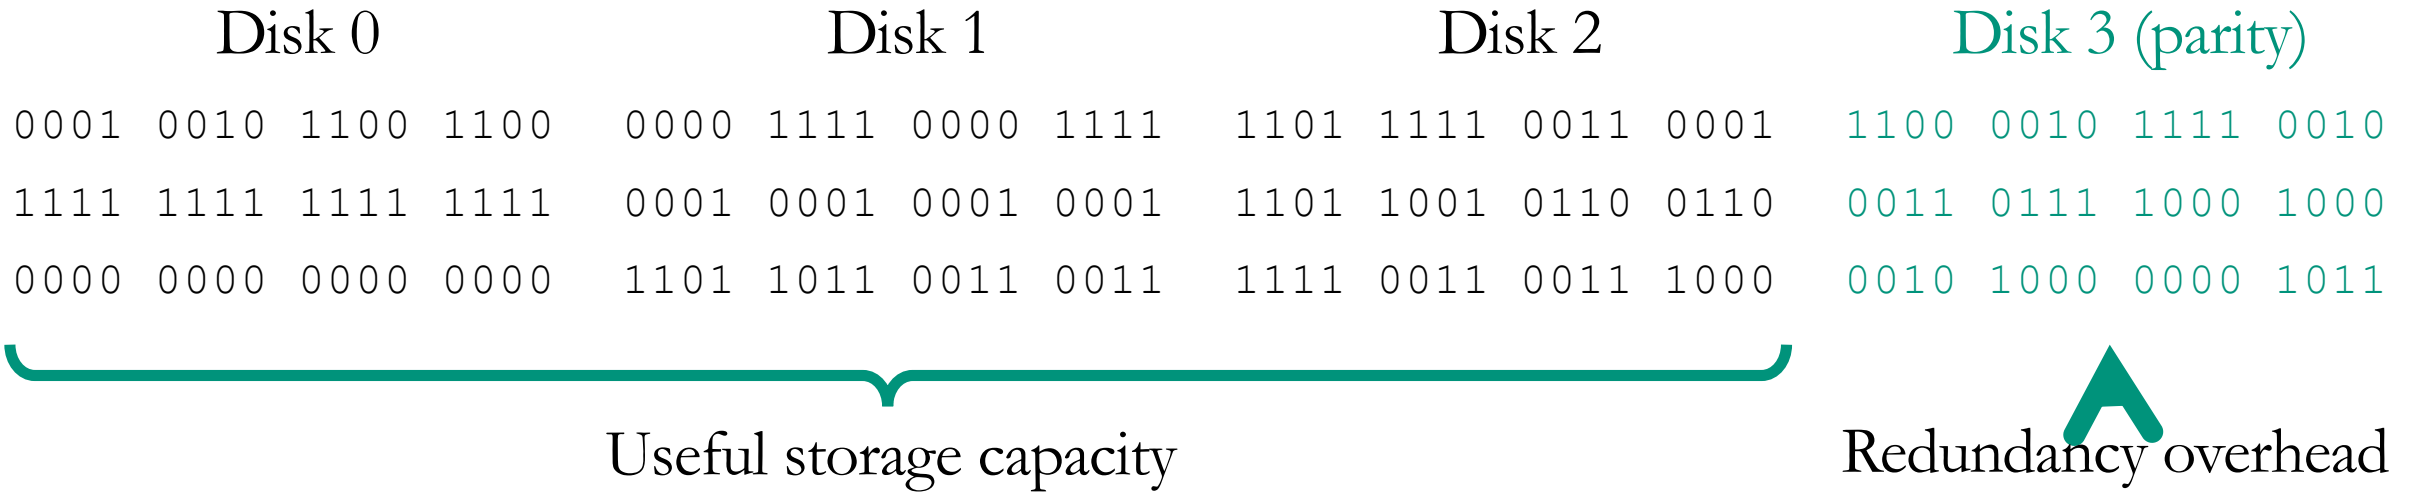 Disk 0 Disk 1 Disk 2 Disk 3 (parity)
0001 0010 1100 1100 0000 1111 0000 1111 1101 1111 0011 0001 1100 0010 1111 0010
1111 1111 1111 1111 0001 0001 0001 0001 1101 1001 0110 0110 0011 0111 1000 1000
0000 0000 0000 0000 1101 1011 0011 0011 1111 0011 0011 1000 0010 1000 0000 1011
Useful storage capacity Redundancy overhead